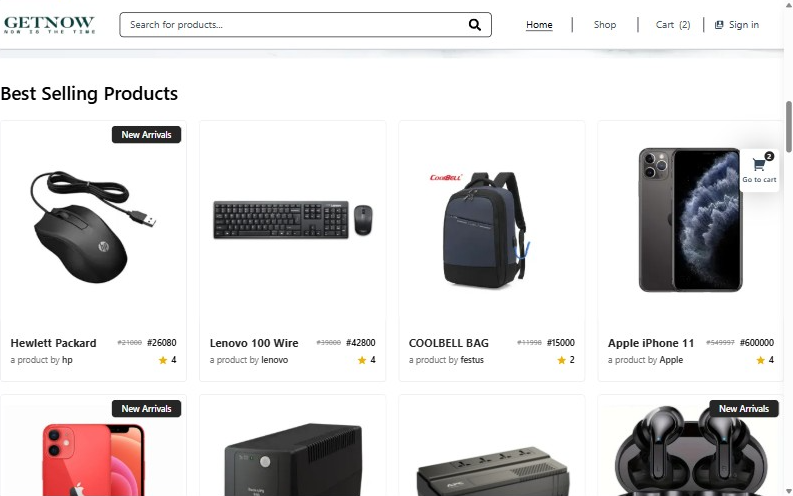 GETNOW
NOW IS THE TIME
Search for products...
Home
Shop
Cart (2)
Sign in
Best Selling Products
New Arrivals
COOLBELL
2
Go to cart
Hewlett Packard #21000 #26080
a product by hp 4
Lenovo 100 Wire #39000 #42800
a product by lenovo 4
COOLBELL BAG #11998 #15000
a product by festus 2
Apple iPhone 11 #549997 #600000
a product by Apple 4
New Arrivals
New Arrivals
APC